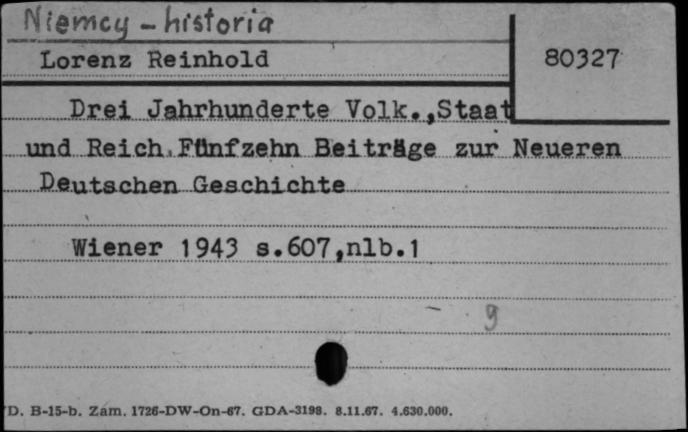 Niemcy - historia
Lorenz Reinhold
80327
Drei Jahrhunderte Volk.,Staat
und Reich.Fünfzehn Beiträge zur Neueren
Deutschen Geschichte
Wiener 1943 s.607,nlb.1
9
D. B-15-b. Zam. 1726-DW-On-67. GDA-3198. 8.11.67. 4.630.000.